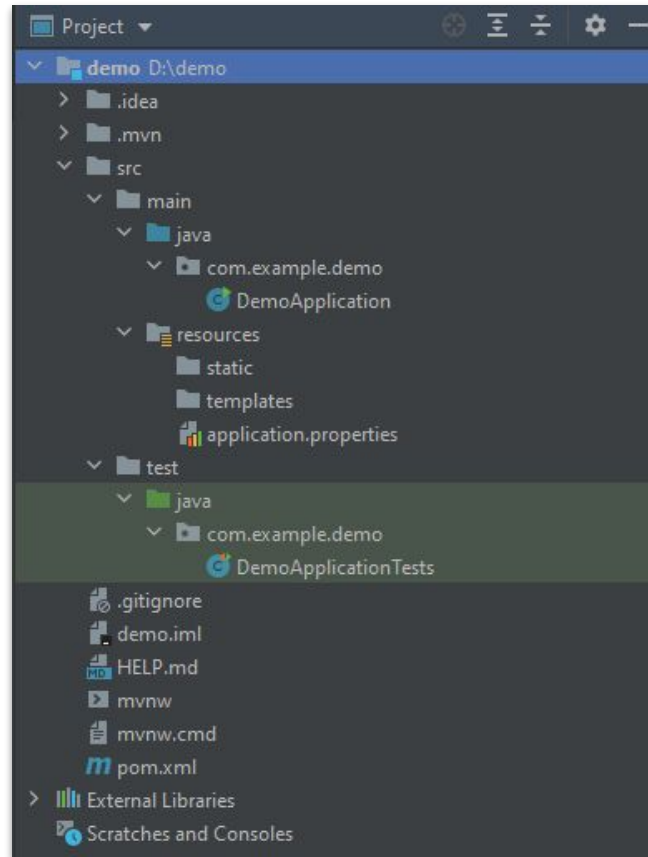 Project
demo D:\demo
.idea
.mvn
src
main
java
com.example.demo
DemoApplication
resources
static
templates
application.properties
test
java
com.example.demo
DemoApplicationTests
.gitignore
demo.iml
HELP.md
mvnw
mvnw.cmd
pom.xml
External Libraries
Scratches and Consoles